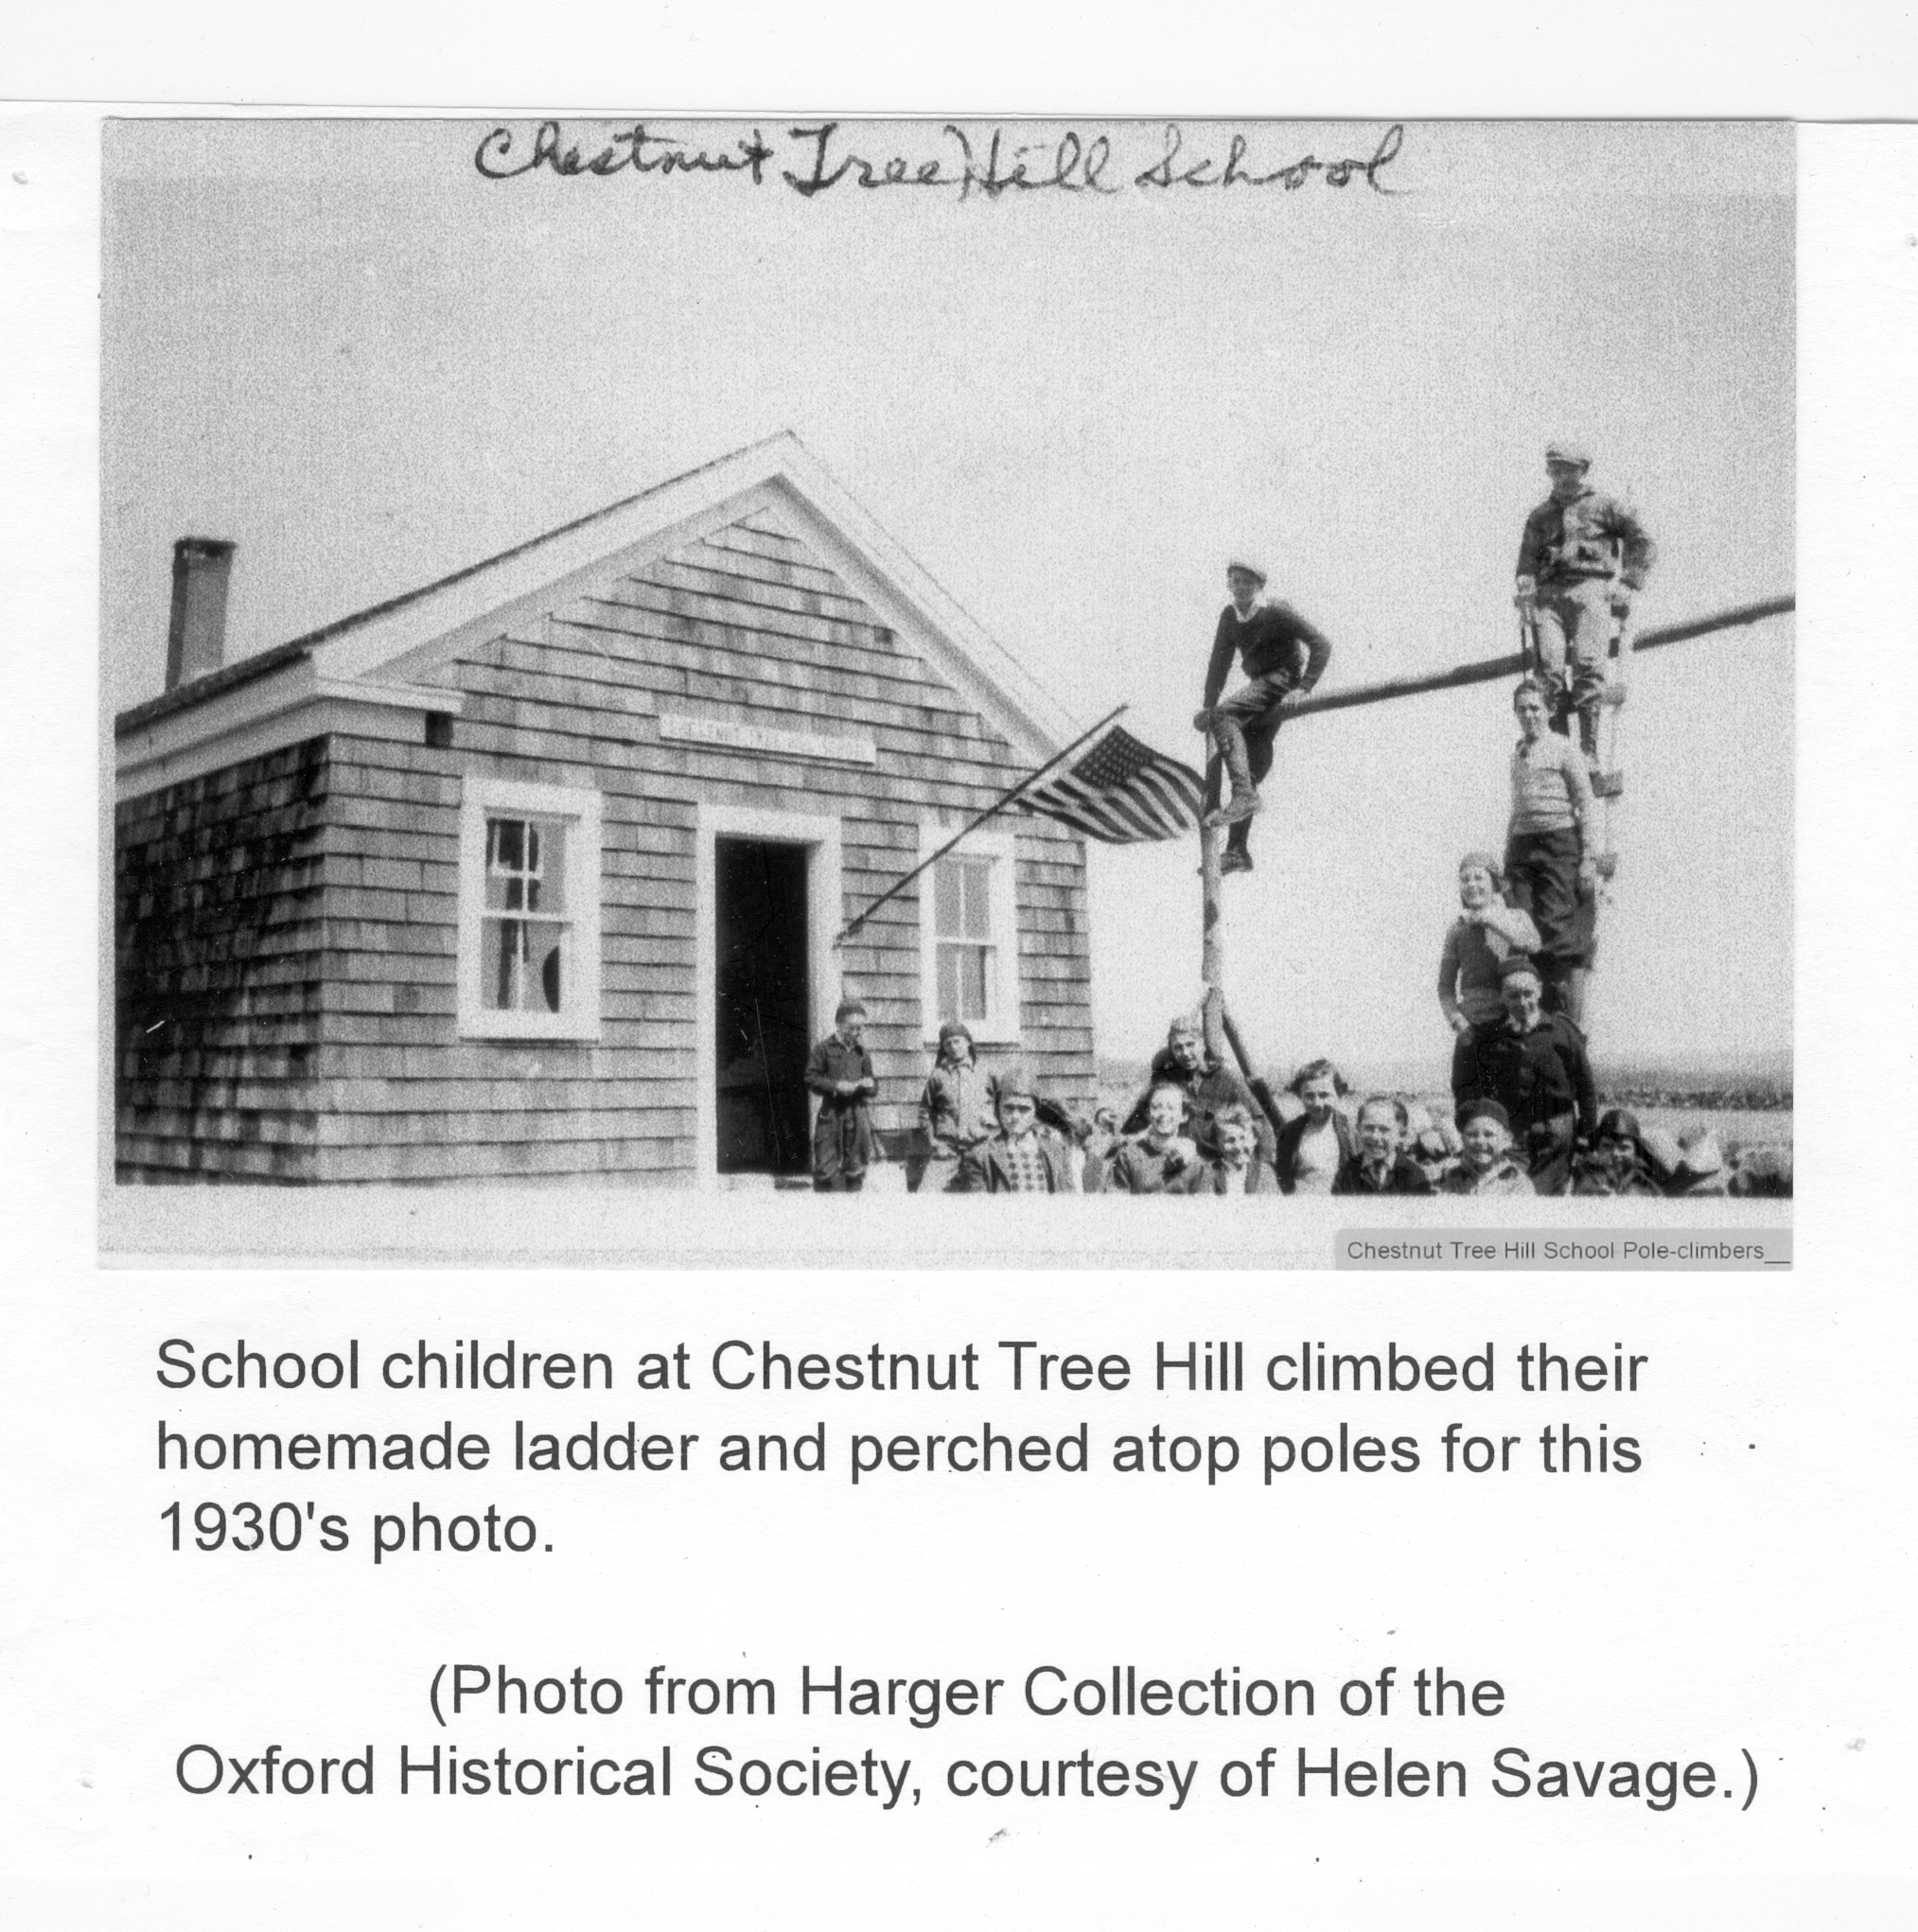 Chestnut Tree Hill School
Chestnut Tree Hill School Pole-climbers__
School children at Chestnut Tree Hill climbed their
homemade ladder and perched atop poles for this
1930's photo.
(Photo from Harger Collection of the
Oxford Historical Society, courtesy of Helen Savage.)